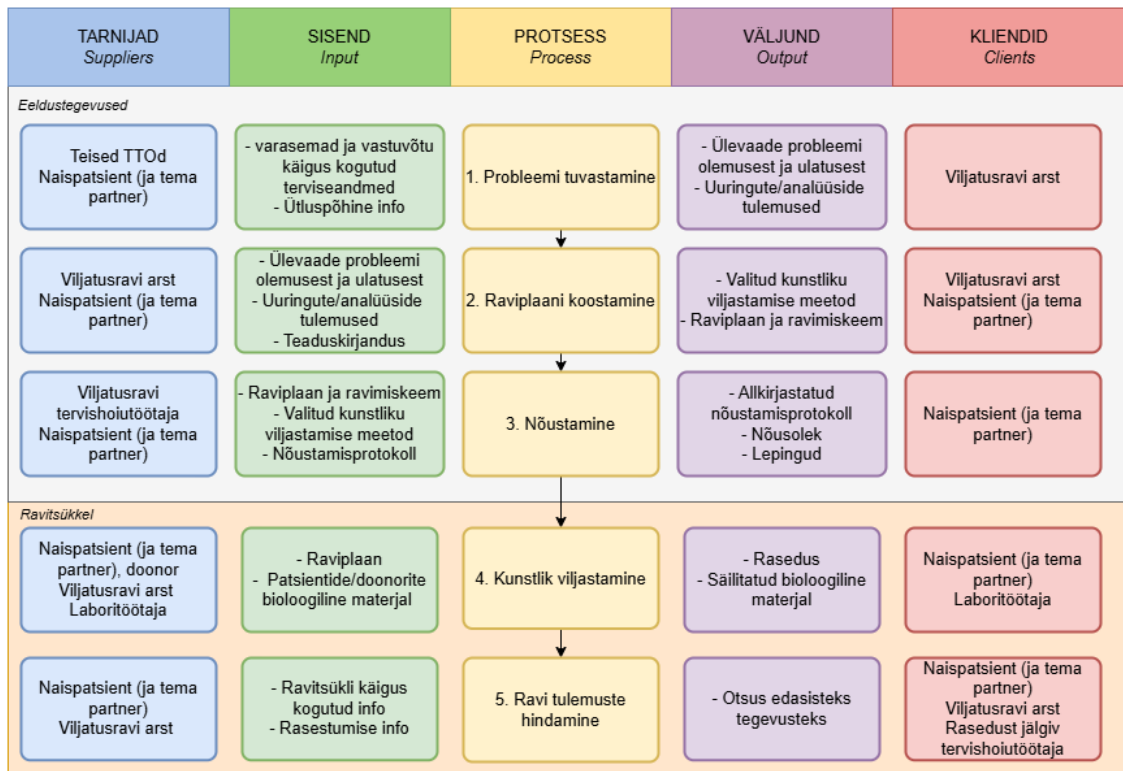 TARNIJAD
Suppliers
SISEND
Input
PROTSESS
Process
VÄLJUND
Output
KLIENDID
Clients
Eeldustegevused
Teised TTOd
Naispatsient (ja tema
partner)
- varasemad ja vastuvõtu
käigus kogutud
terviseandmed
- Ütluspõhine info
1. Probleemi tuvastamine
- Ülevaade probleemi
olemusest ja ulatusest
- Uuringute/analüüside
tulemused
Viljatusravi arst
Viljatusravi arst
Naispatsient (ja tema
partner)
- Ülevaade probleemi
olemusest ja ulatusest
- Uuringute/analüüside
tulemused
- Teaduskirjandus
2. Raviplaani koostamine
- Valitud kunstliku
viljastamise meetod
- Raviplaan ja ravimiskeem
Viljatusravi arst
Naispatsient (ja tema
partner)
Viljatusravi
tervishoiutöötaja
Naispatsient (ja tema
partner)
- Raviplaan ja ravimiskeem
- Valitud kunstliku
viljastamise meetod
- Nõustamisprotokoll
3. Nõustamine
- Allkirjastatud
nõustamisprotokoll
- Nõusolek
- Lepingud
Naispatsient (ja tema
partner)
Ravitsükkel
Naispatsient (ja tema
partner), doonor
Viljatusravi arst
Laboritöötaja
- Raviplaan
- Patsientide/doonorite
bioloogiline materjal
4. Kunstlik viljastamine
- Rasedus
- Säilitatud bioloogiline
materjal
Naispatsient (ja tema
partner)
Laboritöötaja
Naispatsient (ja tema
partner)
Viljatusravi arst
- Ravitsükli käigus
kogutud info
- Rasestumise info
5. Ravi tulemuste
hindamine
- Otsus edasisteks
tegevusteks
Naispatsient (ja tema
partner)
Viljatusravi arst
Rasedust jälgiv
tervishoiutöötaja